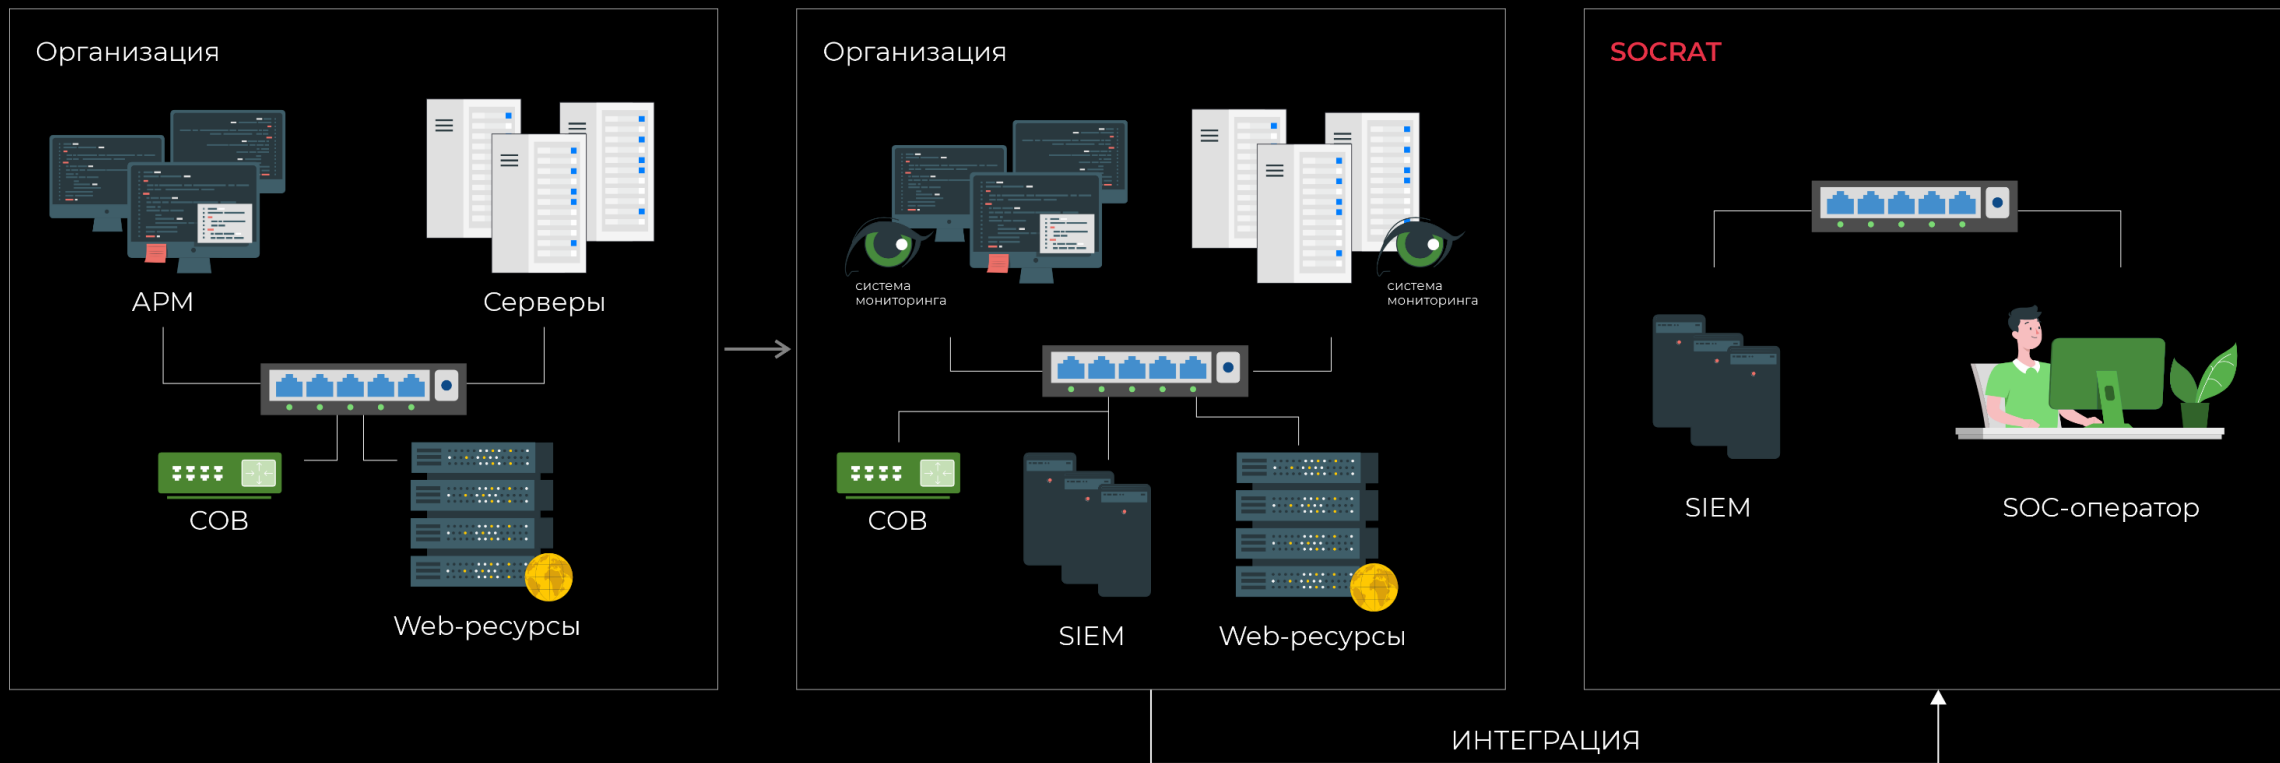 Организация
АРМ
Серверы
СОВ
Web-ресурсы
Организация
система
мониторинга
система
мониторинга
СОВ
SIEM
Web-ресурсы
SOCRAT
SIEM
SOC-оператор
ИНТЕГРАЦИЯ